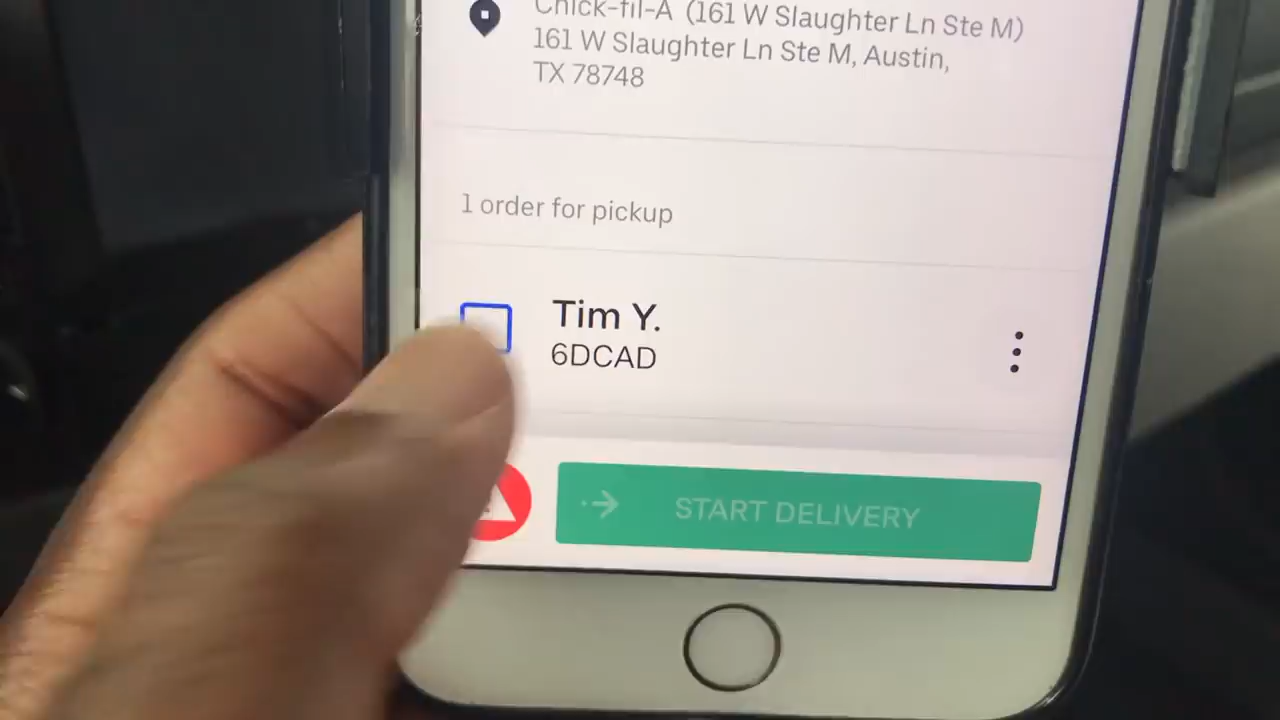 Chick-fil-A (161 W Slaughter Ln Ste M)
161 W Slaughter Ln Ste M, Austin,
TX 78748
1 order for pickup
Tim Y.
6DCAD
START DELIVERY